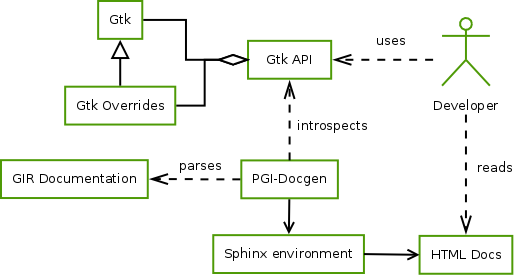 Gtk
uses
Gtk API
Gtk Overrides
Developer
introspects
parses
reads
GIR Documentation
PGI-Docgen
Sphinx environment
HTML Docs